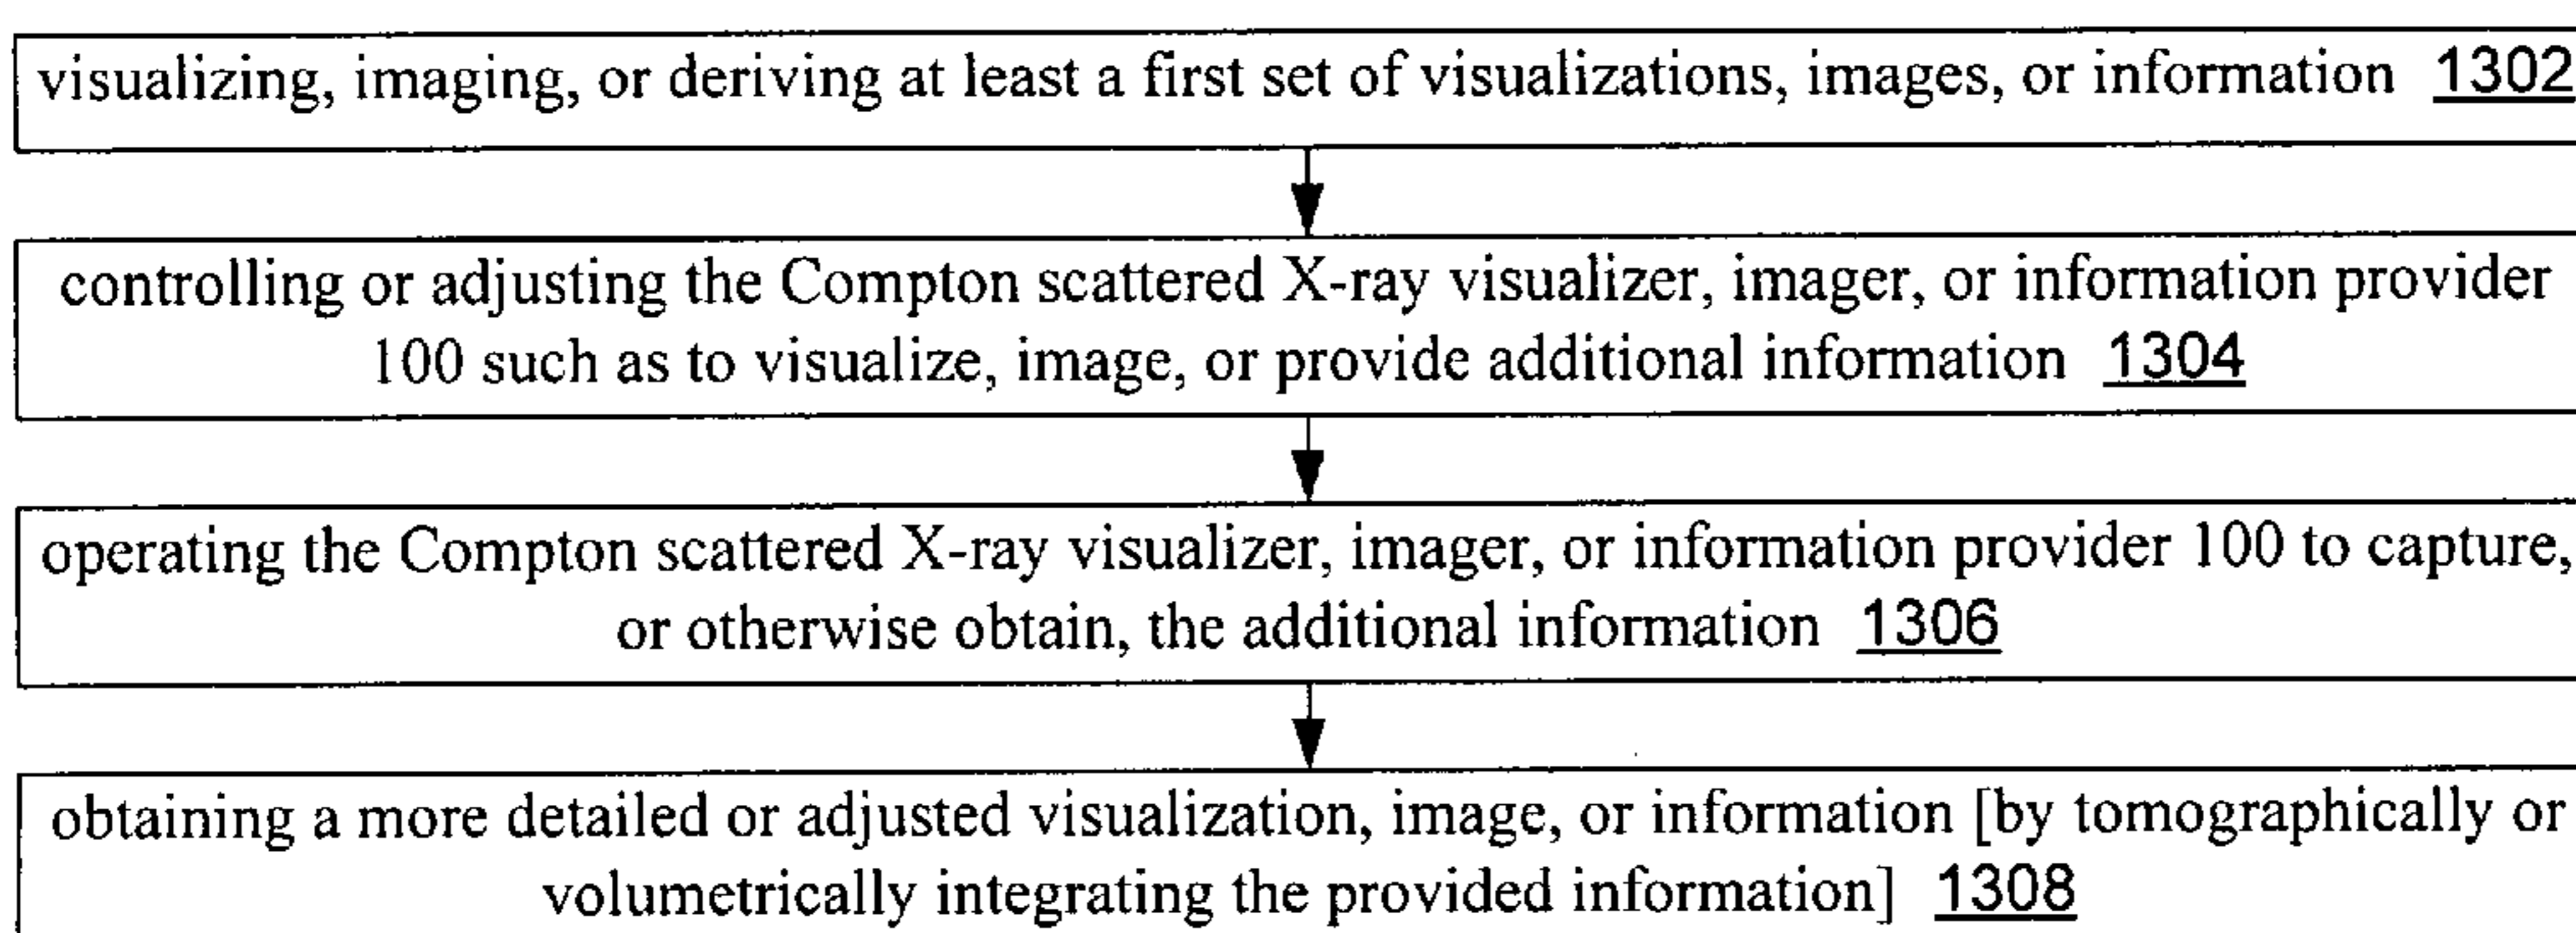 visualizing, imaging, or deriving at least a first set of visualizations, images, or information 1302
controlling or adjusting the Compton scattered X-ray visualizer, imager, or information provider
100 such as to visualize, image, or provide additional information 1304
operating the Compton scattered X-ray visualizer, imager, or information provider 100 to capture,
or otherwise obtain, the additional information 1306
obtaining a more detailed or adjusted visualization, image, or information [by tomographically or
volumetrically integrating the provided information] 1308